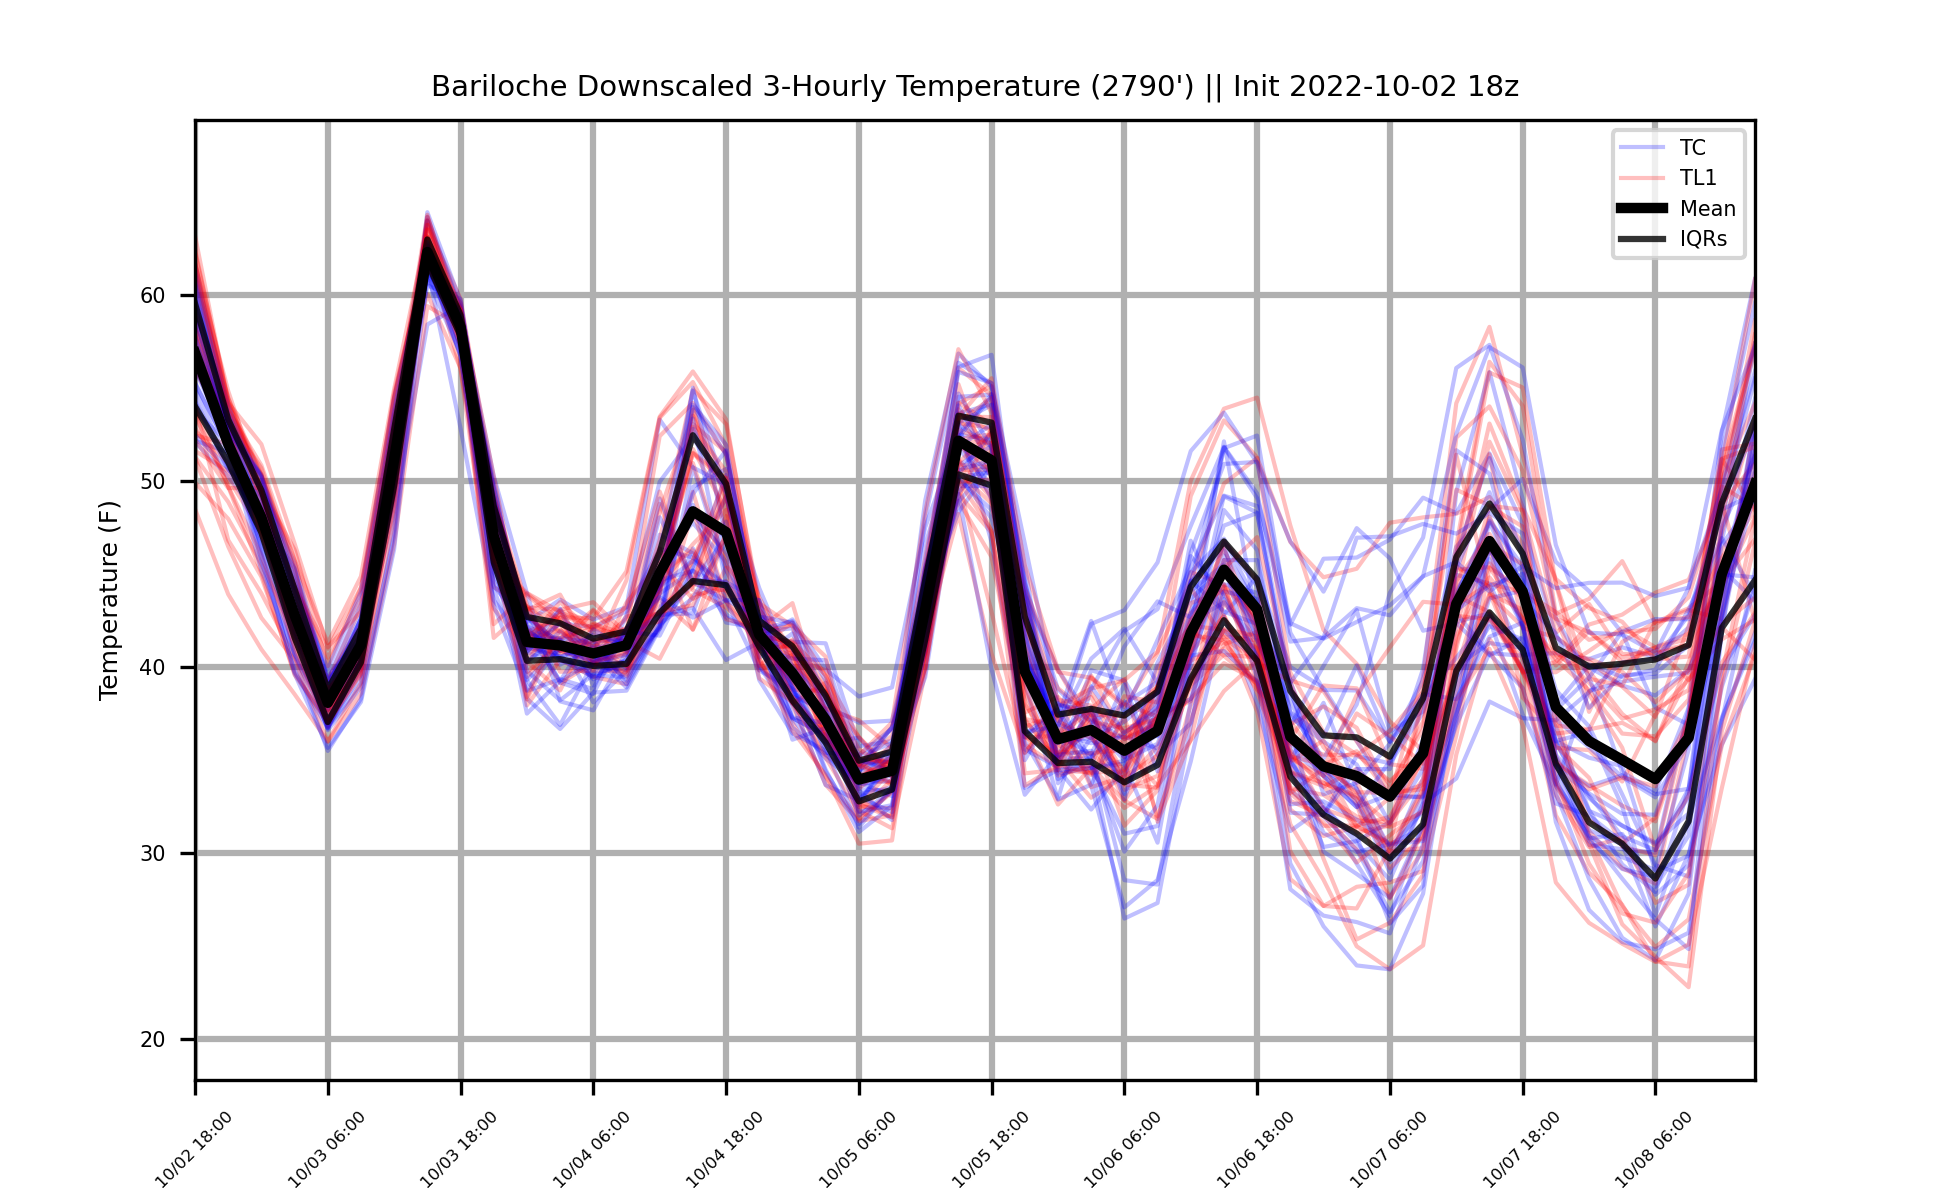 Bariloche Downscaled 3-Hourly Temperature (2790') || Init 2022-10-02 18z
TC
TL1
Mean
IQRs
Temperature (F)
60
50
40
30
20
10/02 18:00
10/03 06:00
10/03 18:00
10/04 06:00
10/04 18:00
10/05 06:00
10/05 18:00
10/06 06:00
10/06 18:00
10/07 06:00
10/07 18:00
10/08 06:00